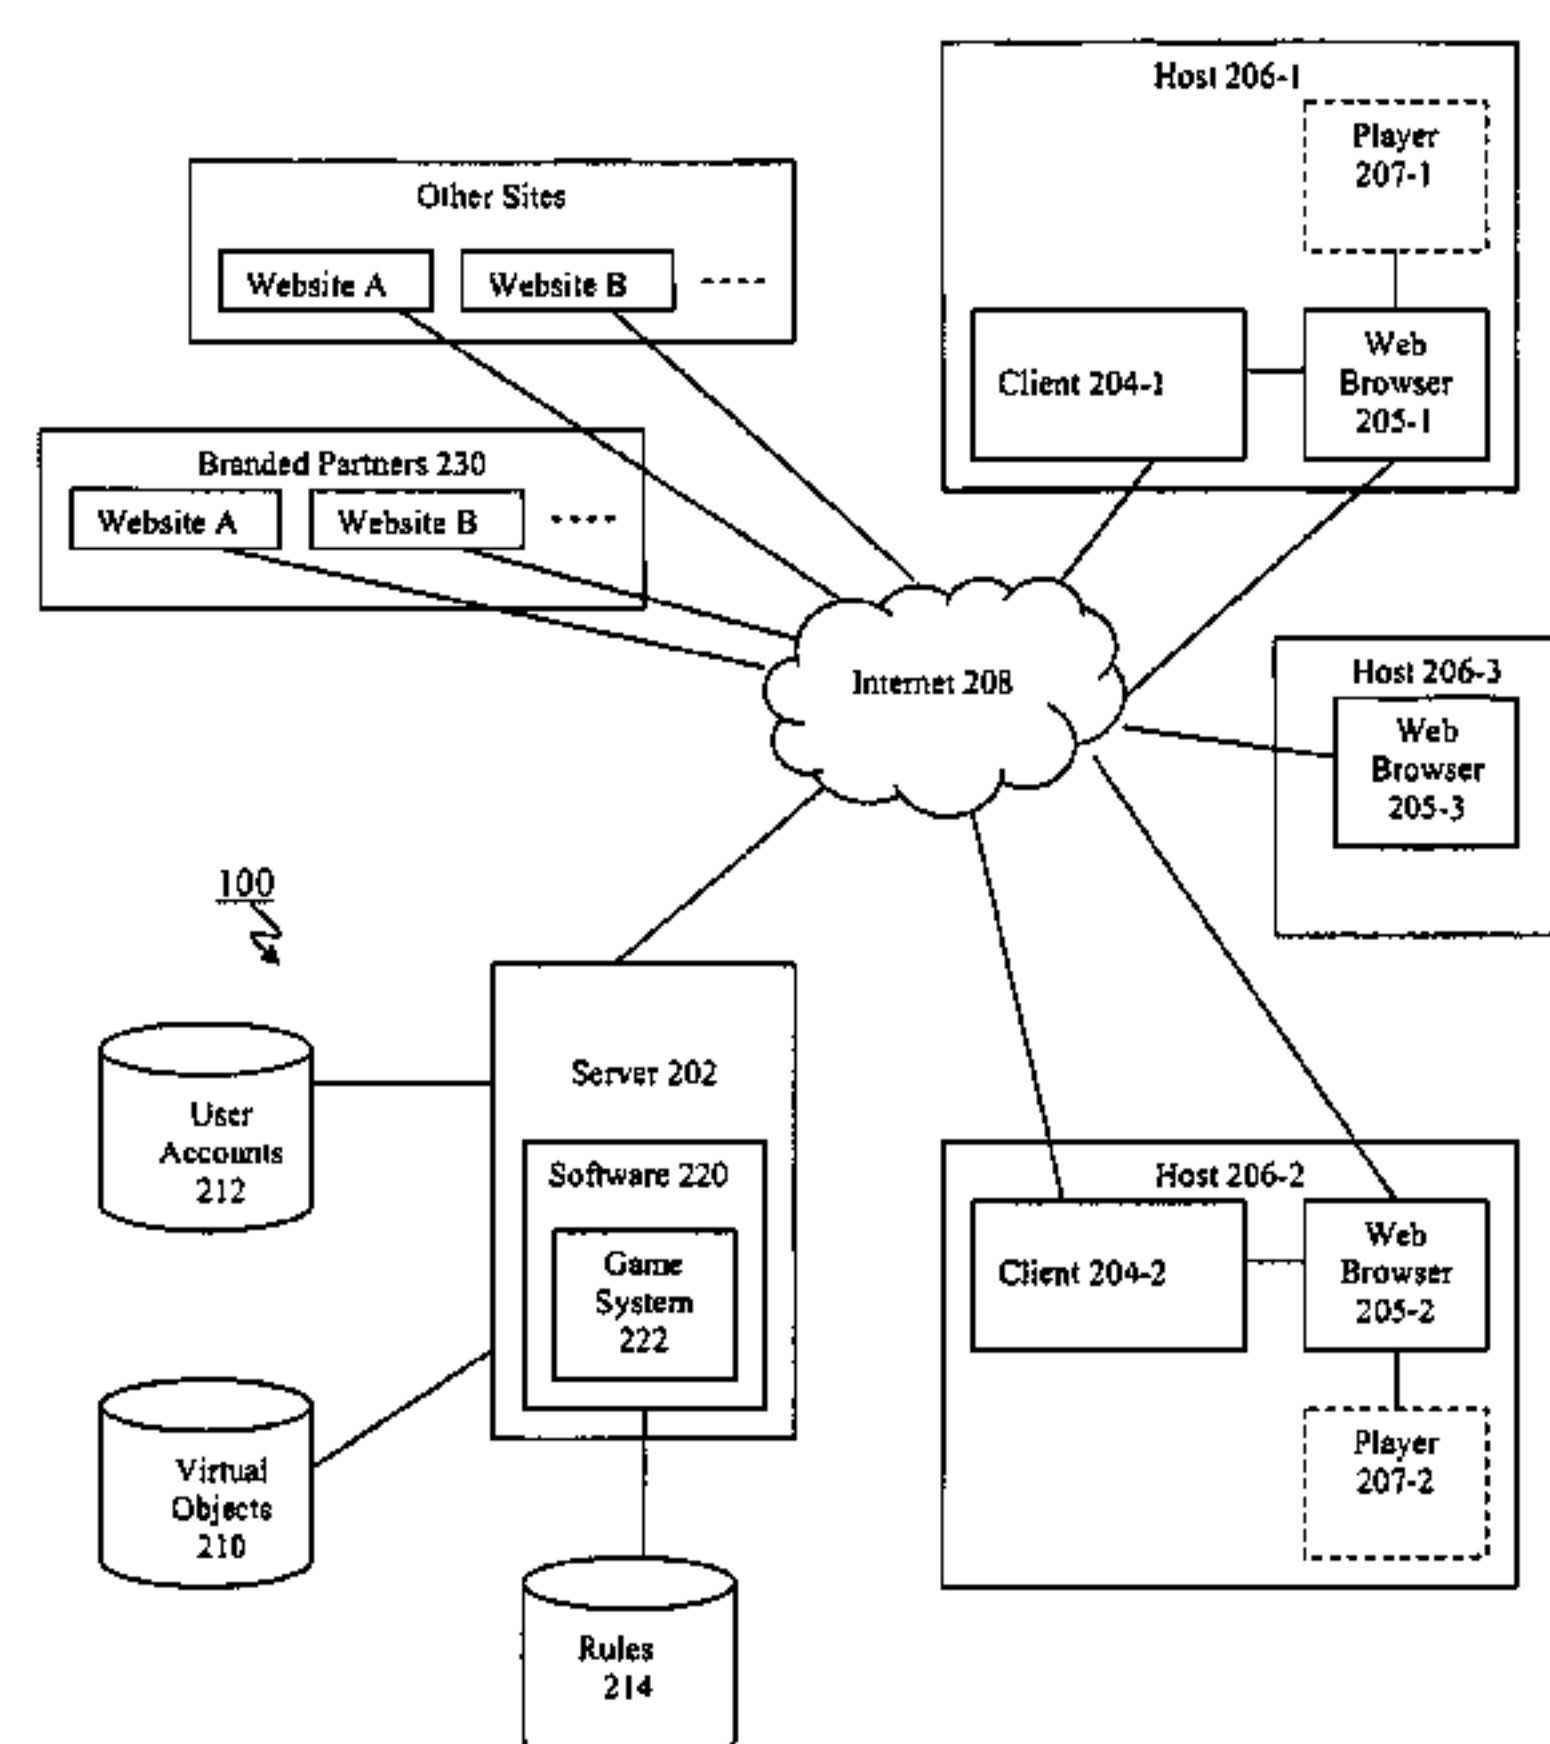 Host 206-1
Player
207-1
Other Sites
Website A
Website B
Client 204-1
Web
Browser
205-1
Branded Partners 230
Website A
Website B
Internet 208
Host 206-3
Web
Browser
205-3
100
Server 202
User
Accounts
212
Software 220
Game
System
222
Host 206-2
Client 204-2
Web
Browser
205-2
Player
207-2
Virtual
Objects
210
Rules
214